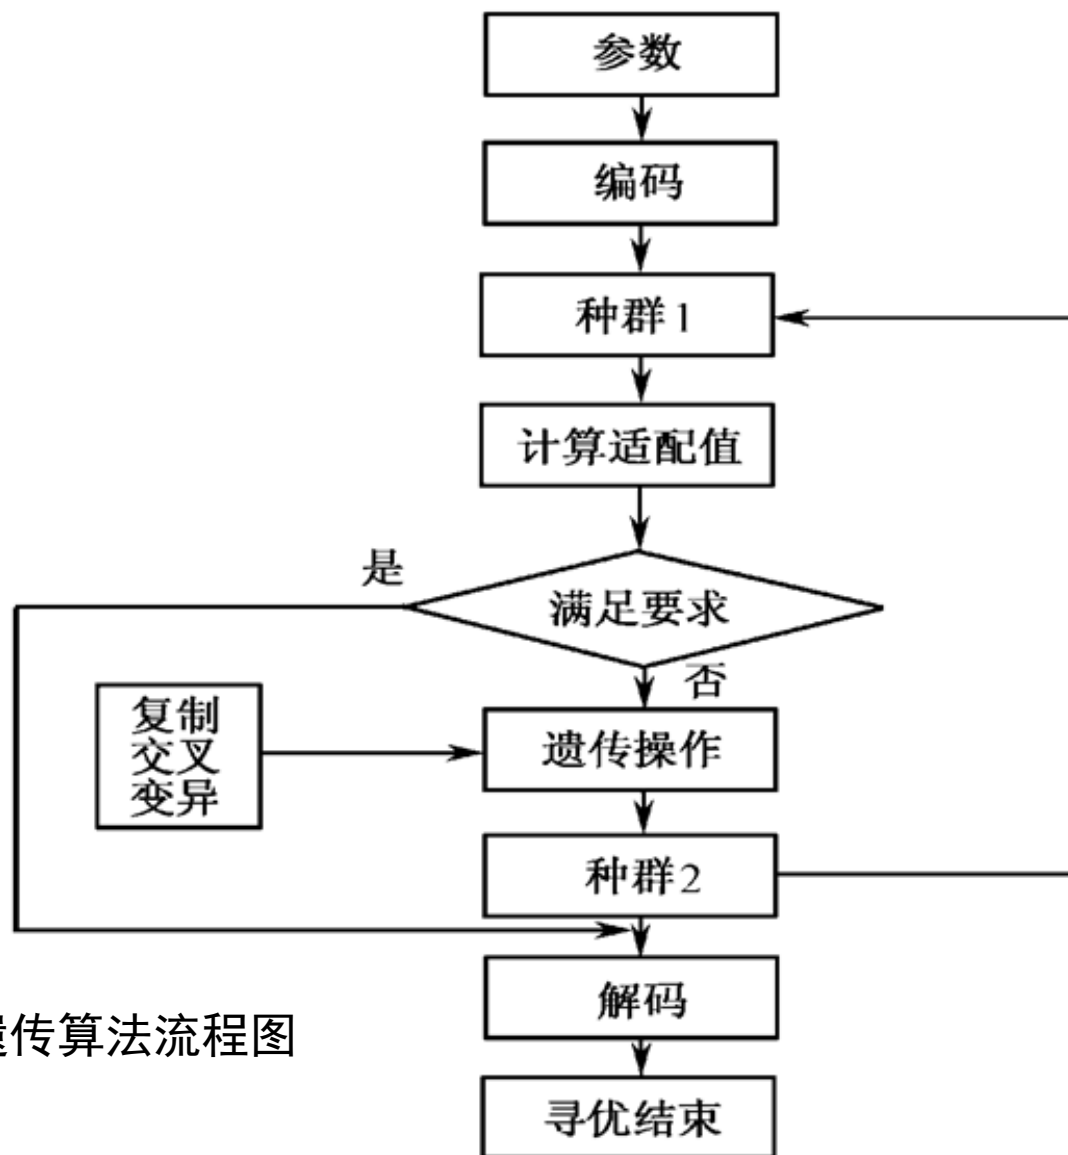 参数
编码
种群1
计算适配值
是
满足要求
否
复制
交叉
变异
遗传操作
种群2
解码
遗传算法流程图
寻优结束